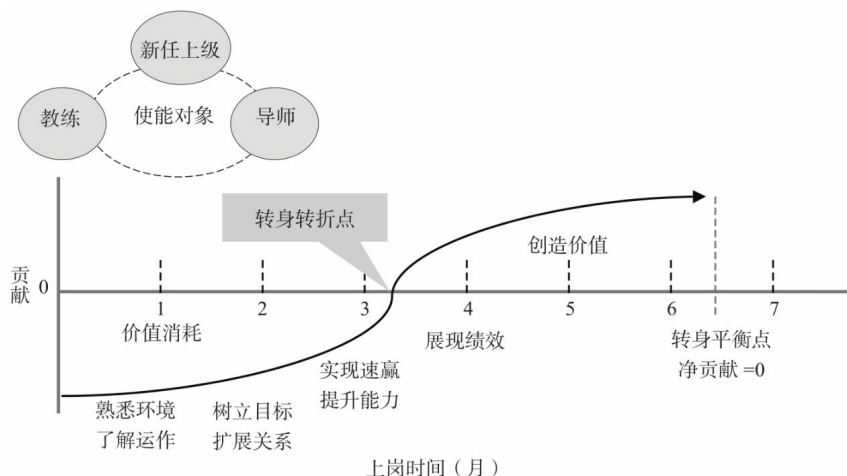 新任上级
教练
使能对象
导师
转身转折点
创造价值
贡献
0
1
2
3
4
5
6
7
价值消耗
展现绩效
转身平衡点
净贡献=0
实现速赢
提升能力
熟悉环境
了解运作
树立目标
扩展关系
上岗时间（月）